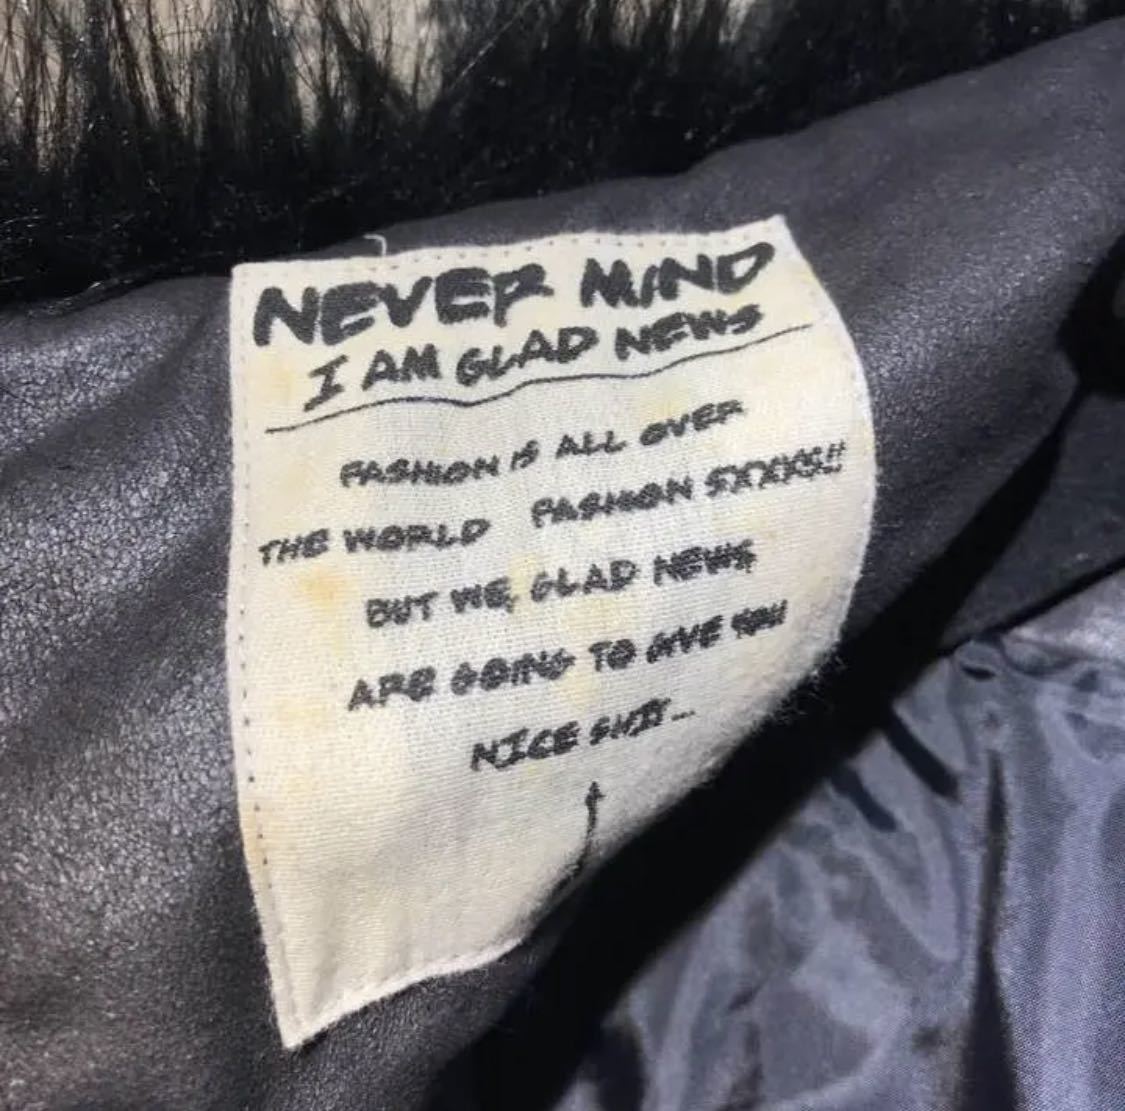 NEVER MIND
I AM GLAD NEWS
FASHION IS ALL OVER
THE WORLD FASHION SXXXS!!
BUT WE, GLAD NEWS
ARE GOING TO GIVE YOU
NICE SHIT...